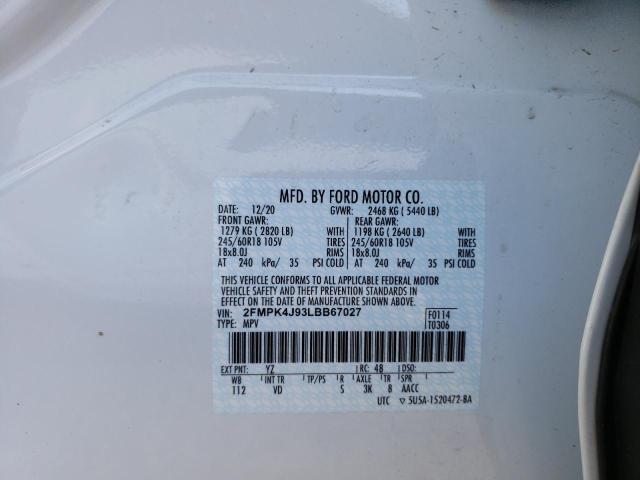 MFD. BY FORD MOTOR CO.
DATE: 12/20 GVWR: 2468 KG ( 5440 LB)
FRONT GAWR: REAR GAWR:
1279 KG ( 2820 LB) WITH 1198 KG ( 2640 LB) WITH
245/60R18 105V TIRES 245/60R18 105V TIRES
18x8.0J RIMS 18x8.0J RIMS
AT 240 kPa/ 35 PSI COLD AT 240 kPa/ 35 PSI COLD
THIS VEHICLE CONFORMS TO ALL APPLICABLE FEDERAL MOTOR
VEHICLE SAFETY AND THEFT PREVENTION STANDARDS IN
EFFECT ON THE DATE OF MANUFACTURE SHOWN ABOVE.
VIN: 2FMPK4J93LBB67027 F0114
TYPE: MPV T0306
EXT PNT: YZ RC: 48 DSO:
WB INT TR TP/PS R AXLE TR SPR
112 VD S 3K 8 AACC
UTC ▽ 5USA-1520472-BA